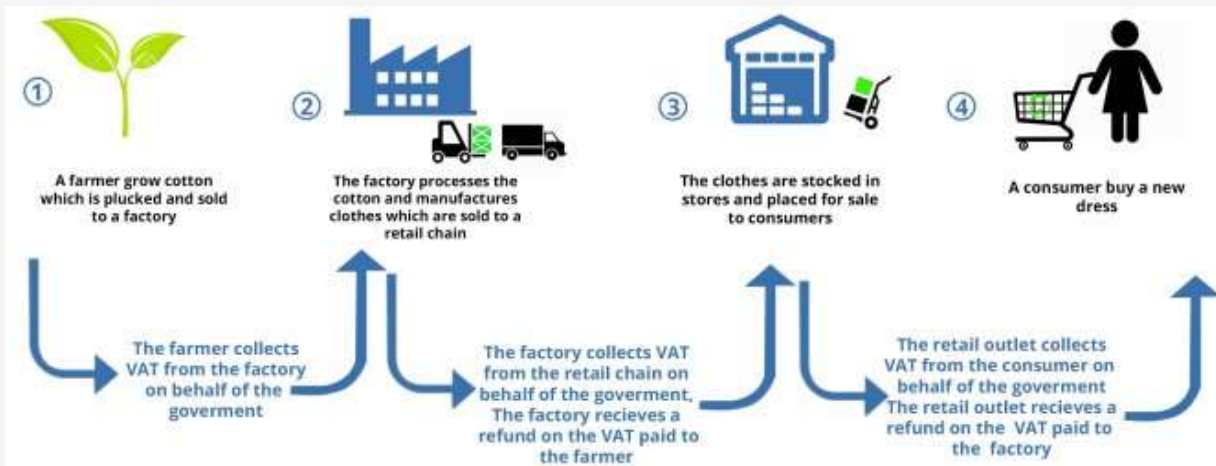 1
A farmer grow cotton
which is plucked and sold
to a factory
2
The factory processes the
cotton and manufactures
clothes which are sold to a
retail chain
3
The clothes are stocked in
stores and placed for sale
to consumers
4
A consumer buy a new
dress
The farmer collects
VAT from the factory
on behalf of the
goverment
The factory collects VAT
from the retail chain on
behalf of the goverment,
The factory recieves a
refund on the VAT paid to
the farmer
The retail outlet collects
VAT from the consumer on
behalf of the goverment
The retail outlet recieves a
refund on the VAT paid to
the factory